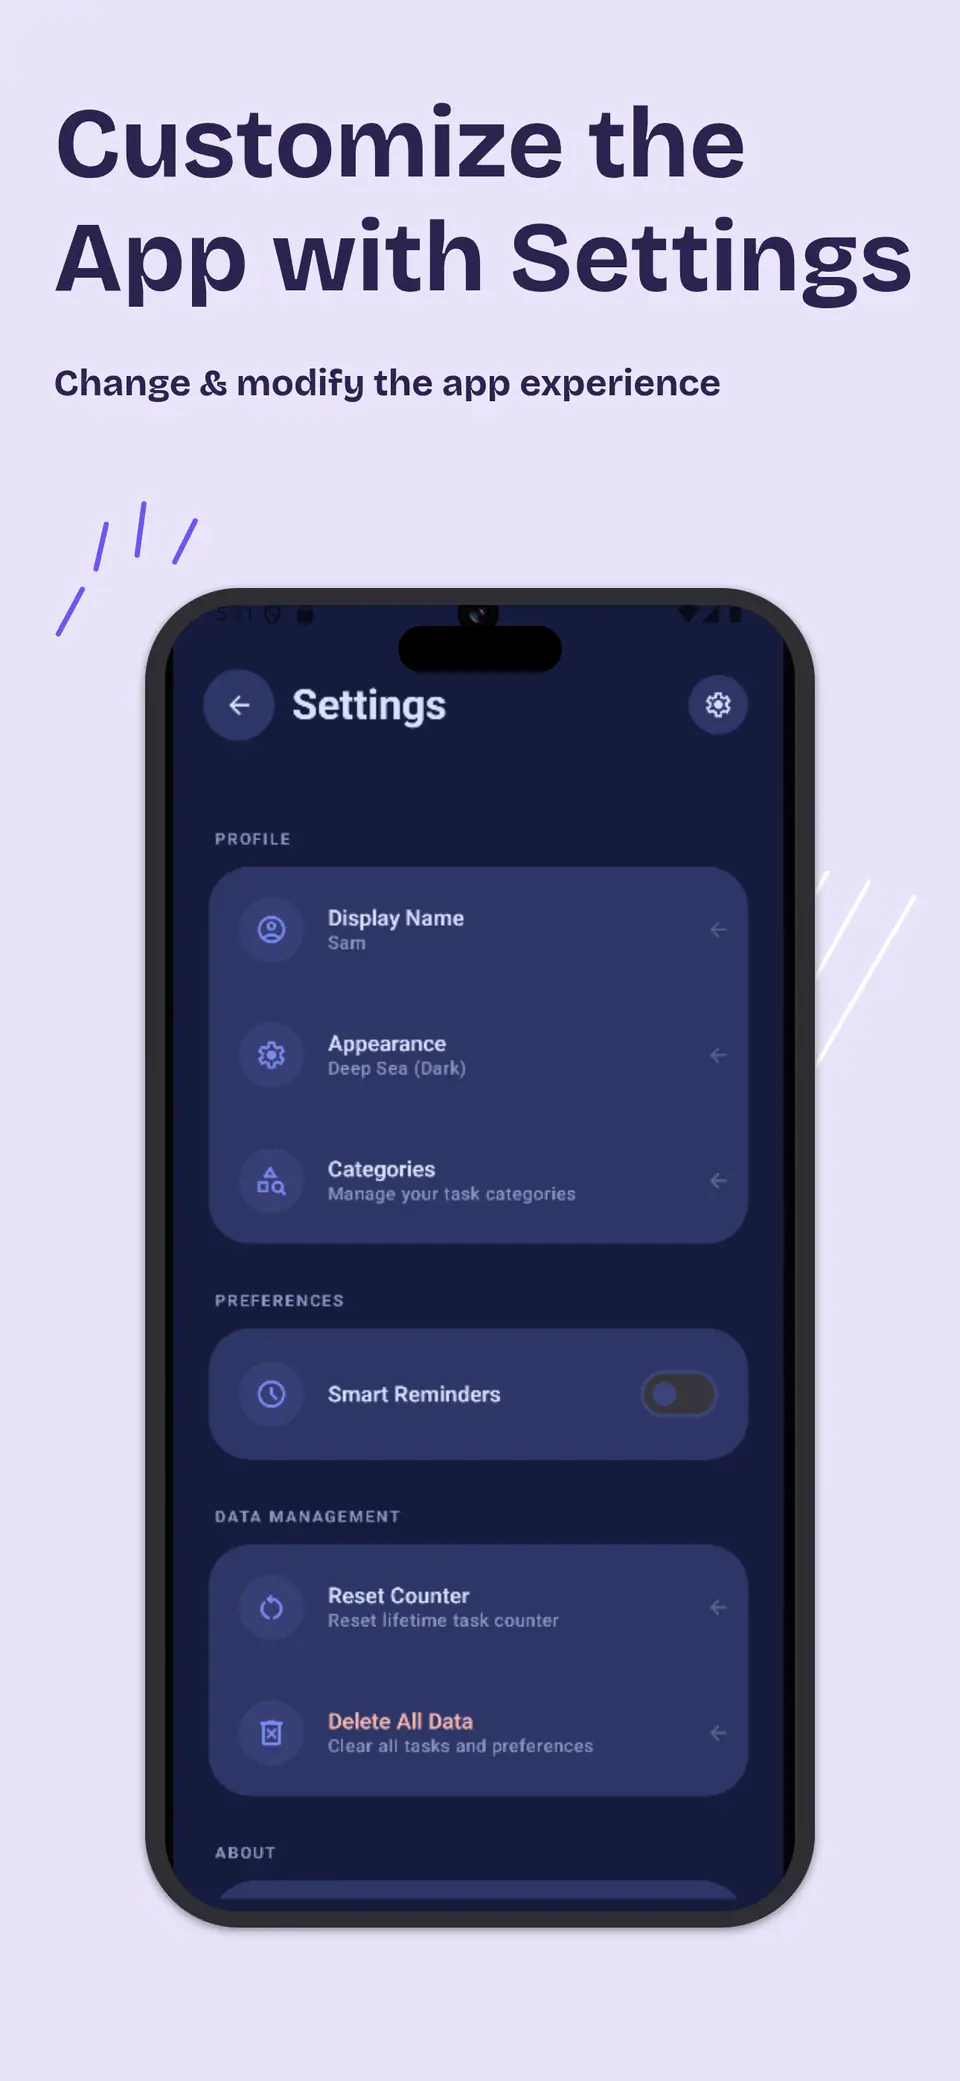 Customize the
App with Settings
Change & modify the app experience
5:11
Settings
PROFILE
Display Name
Sam
Appearance
Deep Sea (Dark)
Categories
Manage your task categories
PREFERENCES
Smart Reminders
DATA MANAGEMENT
Reset Counter
Reset lifetime task counter
Delete All Data
Clear all tasks and preferences
ABOUT